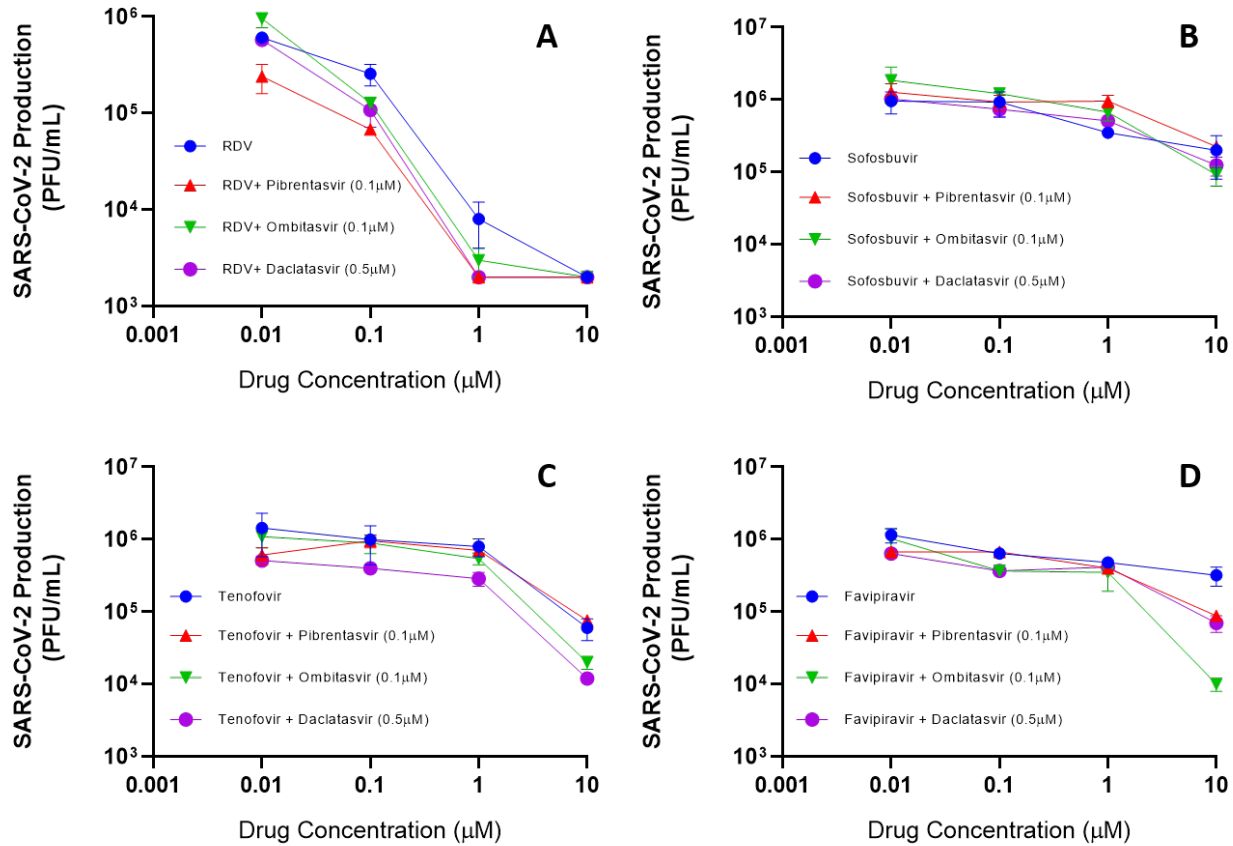 A
SARS-CoV-2 Production
(PFU/mL)
10⁶
10⁵
10⁴
10³
RDV
RDV+ Pibrentasvir (0.1μM)
RDV+ Ombitasvir (0.1μM)
RDV+ Daclatasvir (0.5μM)
0.001 0.01 0.1 1 10
Drug Concentration (μM)
B
SARS-CoV-2 Production
(PFU/mL)
10⁷
10⁶
10⁵
10⁴
10³
Sofosbuvir
Sofosbuvir + Pibrentasvir (0.1μM)
Sofosbuvir + Ombitasvir (0.1μM)
Sofosbuvir + Daclatasvir (0.5μM)
0.001 0.01 0.1 1 10
Drug Concentration (μM)
C
SARS-CoV-2 Production
(PFU/mL)
10⁷
10⁶
10⁵
10⁴
10³
Tenofovir
Tenofovir + Pibrentasvir (0.1μM)
Tenofovir + Ombitasvir (0.1μM)
Tenofovir + Daclatasvir (0.5μM)
0.001 0.01 0.1 1 10
Drug Concentration (μM)
D
SARS-CoV-2 Production
(PFU/mL)
10⁷
10⁶
10⁵
10⁴
10³
Favipiravir
Favipiravir + Pibrentasvir (0.1μM)
Favipiravir + Ombitasvir (0.1μM)
Favipiravir + Daclatasvir (0.5μM)
0.001 0.01 0.1 1 10
Drug Concentration (μM)